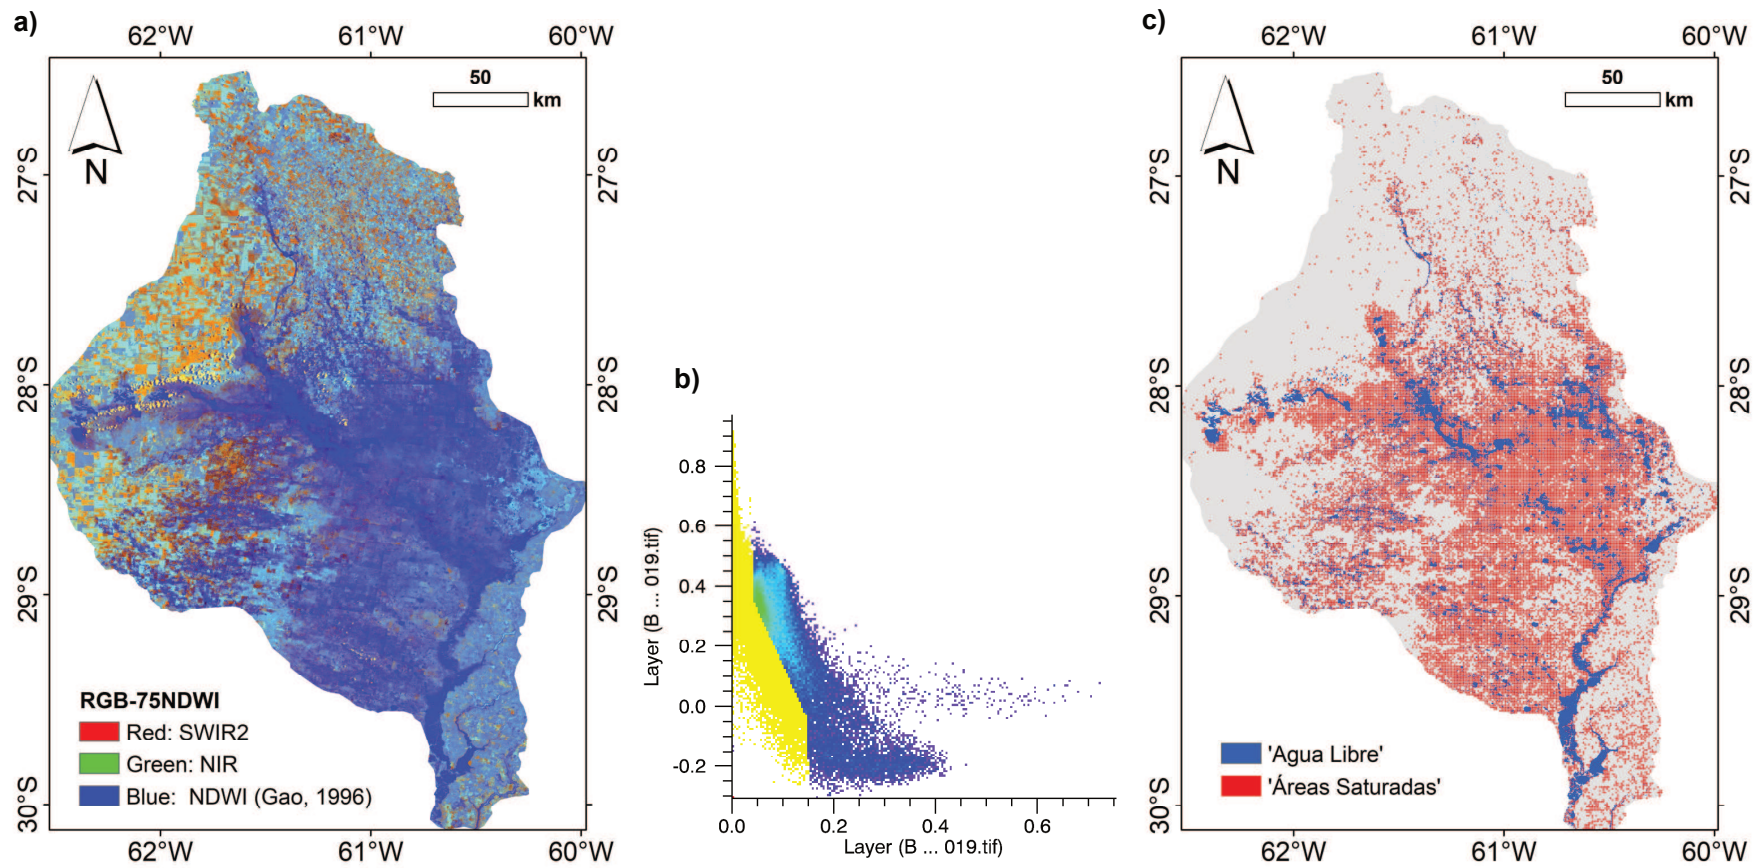 a)
62°W 61°W 60°W
50
km
N
27°S
28°S
29°S
30°S
27°S
28°S
29°S
30°S
RGB-75NDWI
Red: SWIR2
Green: NIR
Blue: NDWI (Gao, 1996)
62°W 61°W 60°W
b)
Layer (B ... 019.tif)
0.8
0.6
0.4
0.2
0.0
-0.2
0.0 0.2 0.4 0.6
Layer (B ... 019.tif)
c)
62°W 61°W 60°W
50
km
N
27°S
28°S
29°S
30°S
27°S
28°S
29°S
30°S
'Agua Libre'
'Áreas Saturadas'
62°W 61°W 60°W